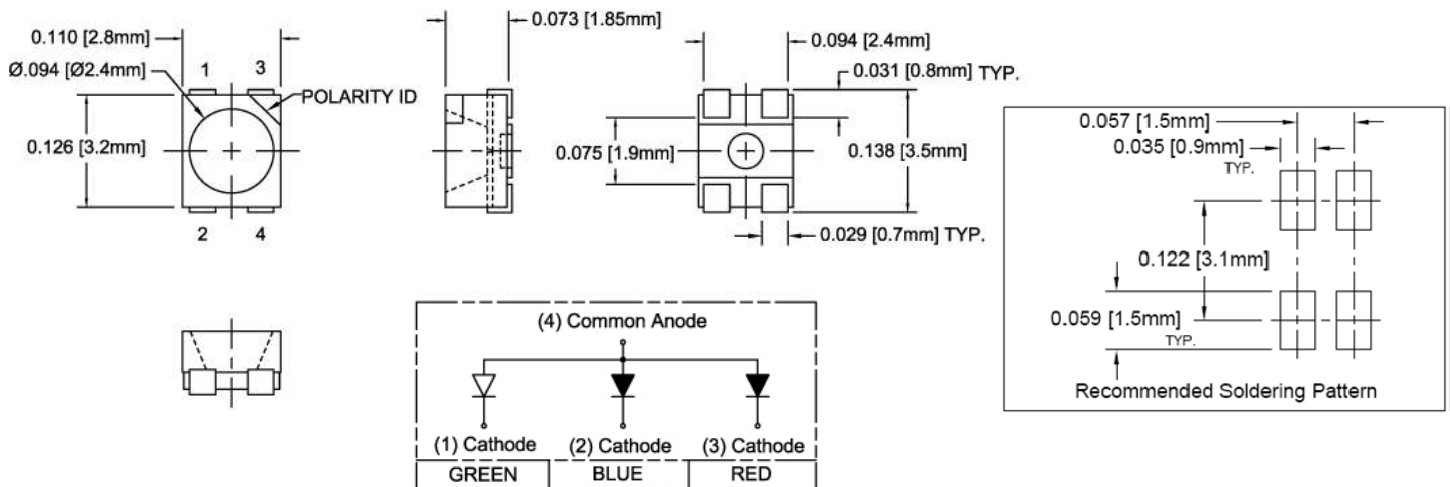 0.110 [2.8mm]
Ø.094 [Ø2.4mm]
1 3
POLARITY ID
0.126 [3.2mm]
2 4
0.073 [1.85mm]
0.094 [2.4mm]
0.031 [0.8mm] TYP.
0.075 [1.9mm]
0.138 [3.5mm]
0.029 [0.7mm] TYP.
0.057 [1.5mm]
0.035 [0.9mm]
TYP.
0.122 [3.1mm]
0.059 [1.5mm]
TYP.
Recommended Soldering Pattern
(4) Common Anode
(1) Cathode (2) Cathode (3) Cathode
GREEN BLUE RED